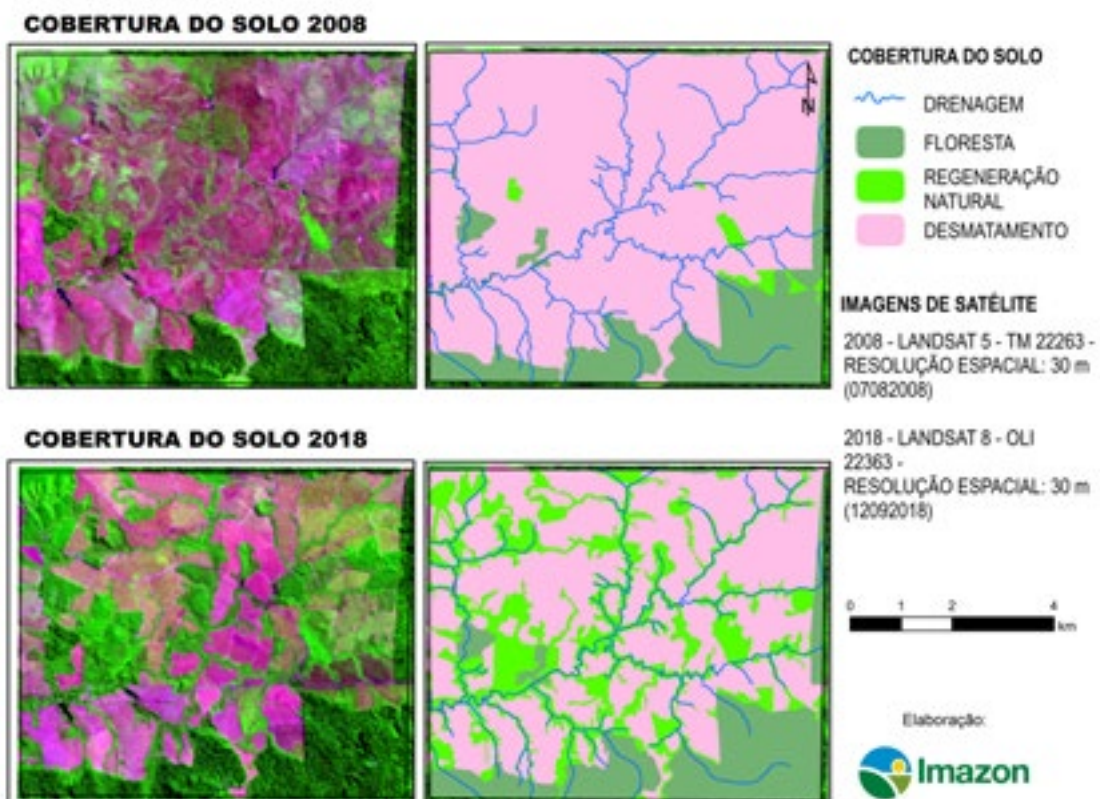 COBERTURA DO SOLO 2008
COBERTURA DO SOLO
N
DRENAGEM
FLORESTA
REGENERAÇÃO
NATURAL
DESMATAMENTO
IMAGENS DE SATÉLITE
2008 - LANDSAT 5 - TM 22263 -
RESOLUÇÃO ESPACIAL: 30 m
(07082008)
COBERTURA DO SOLO 2018
2018 - LANDSAT 8 - OLI
22363 -
RESOLUÇÃO ESPACIAL: 30 m
(12092018)
0 1 2 4
km
Elaboração:
Imazon